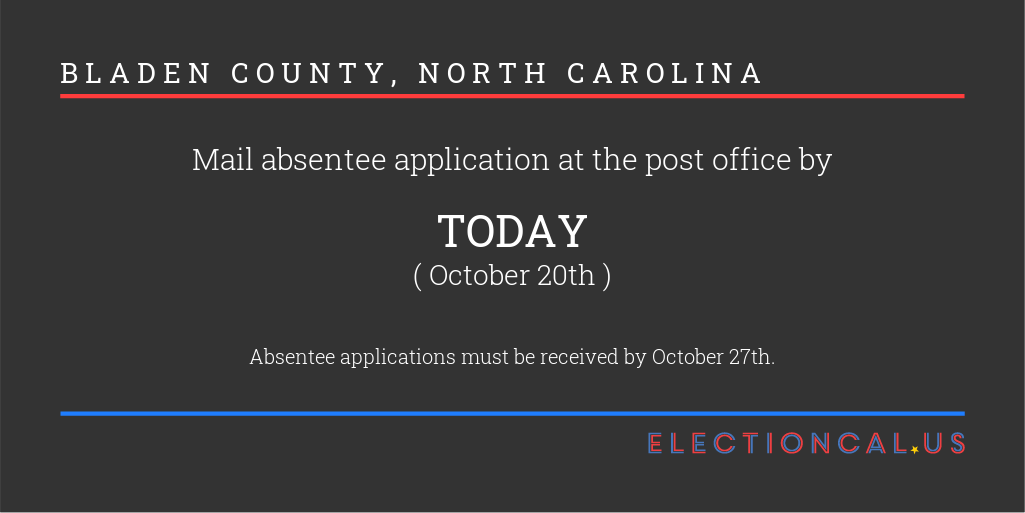 BLADEN COUNTY, NORTH CAROLINA
Mail absentee application at the post office by
TODAY
( October 20th )
Absentee applications must be received by October 27th.
ELECTIONCAL.US